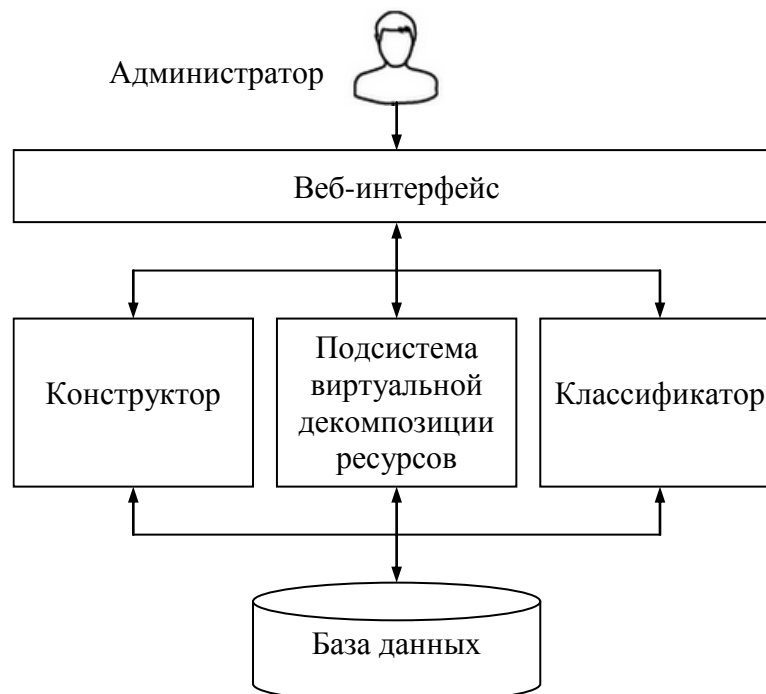 Администратор
Веб-интерфейс
Конструктор
Подсистема
виртуальной
декомпозиции
ресурсов
Классификатор
База данных